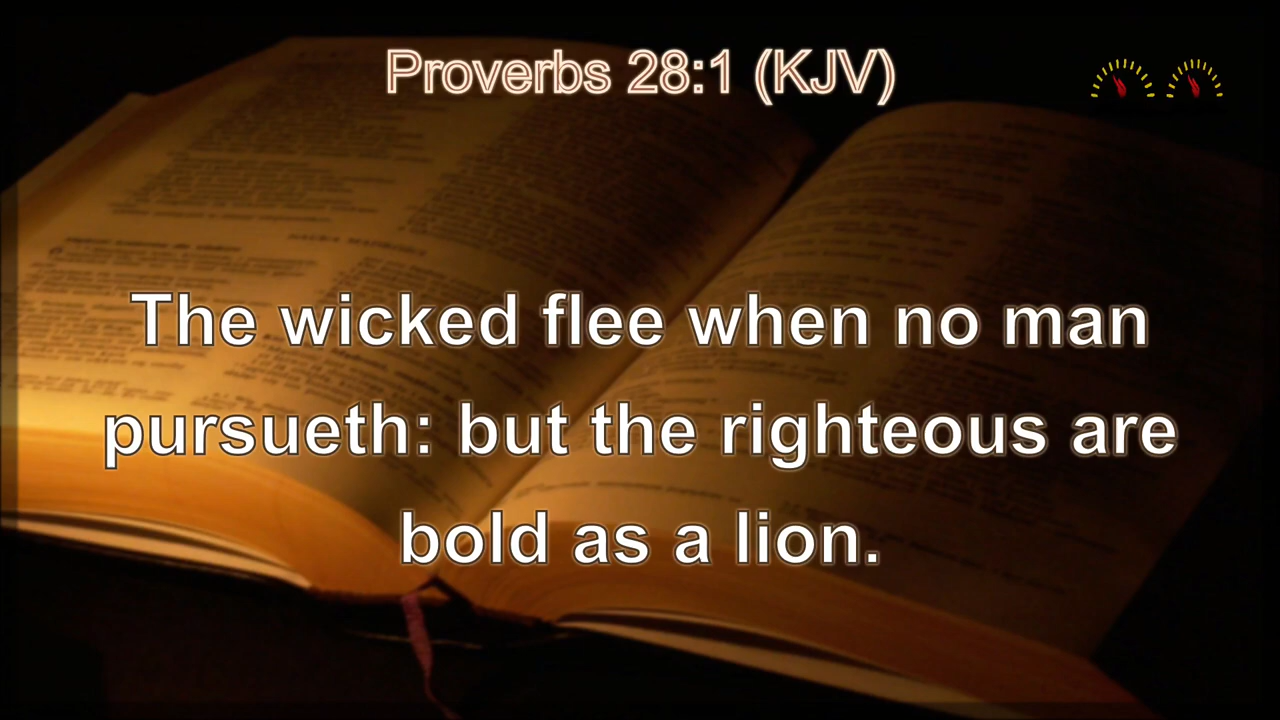 Proverbs 28:1 (KJV)
The wicked flee when no man
pursueth: but the righteous are
bold as a lion.